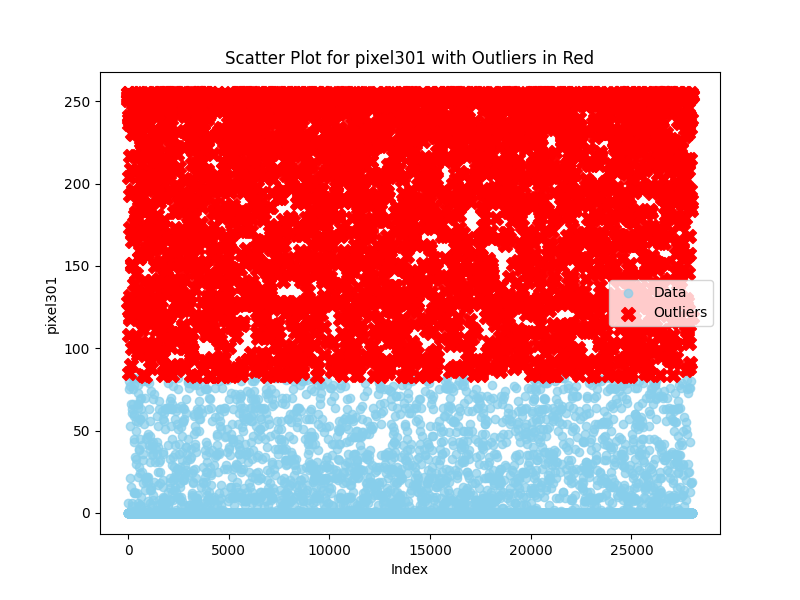 Scatter Plot for pixel301 with Outliers in Red
250
200
150
100
50
0
pixel301
Data
Outliers
0
5000
10000
15000
20000
25000
Index